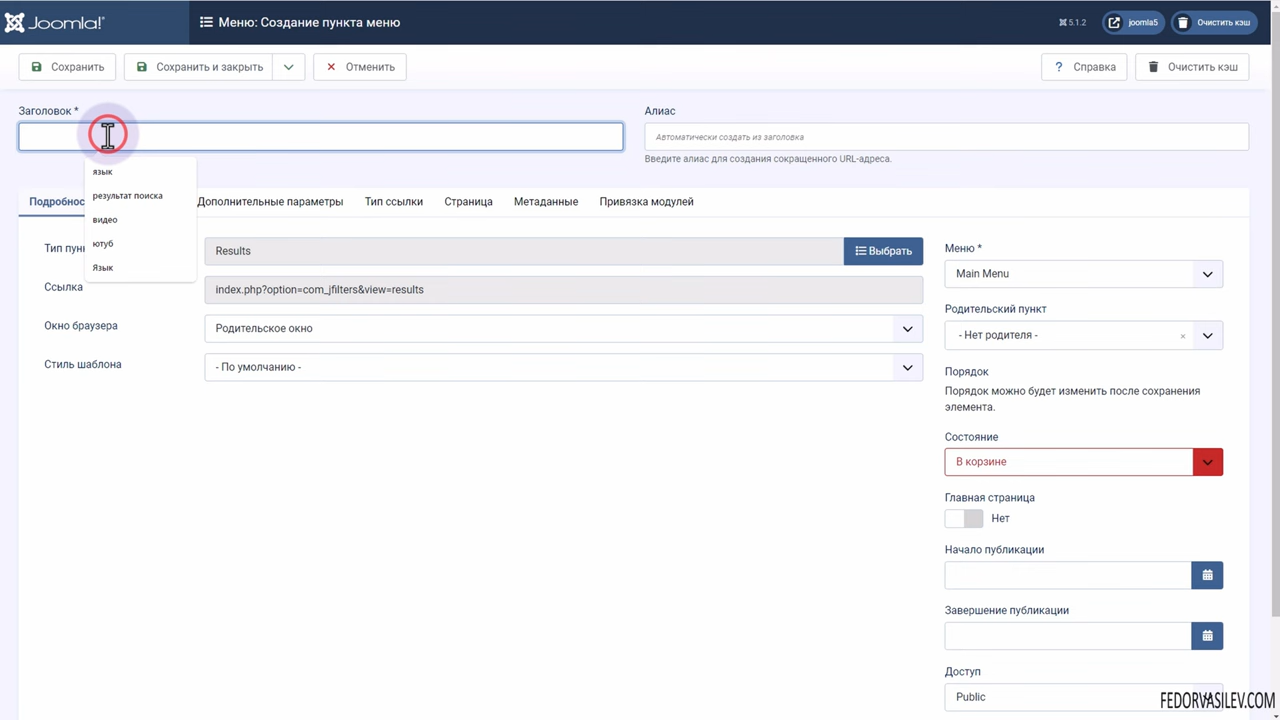 Joomla!®
Меню: Создание пункта меню
5.1.2
joomla5
Очистить кэш
Сохранить
Сохранить и закрыть
Отменить
? Справка
Очистить кэш
Заголовок *
Алиас
Автоматически создать из заголовка
Введите алиас для создания сокращенного URL-адреса.
язык
результат поиска
видео
ютуб
Язык
Подробнос
Дополнительные параметры
Тип ссылки
Страница
Метаданные
Привязка модулей
Тип пун
Results
Выбрать
Ссылка
index.php?option=com_jfilters&view=results
Окно браузера
Родительское окно
Стиль шаблона
- По умолчанию -
Меню *
Main Menu
Родительский пункт
- Нет родителя -
×
Порядок
Порядок можно будет изменить после сохранения
элемента.
Состояние
В корзине
Главная страница
Нет
Начало публикации
Завершение публикации
Доступ
Public
FEDORVASILEV.COM